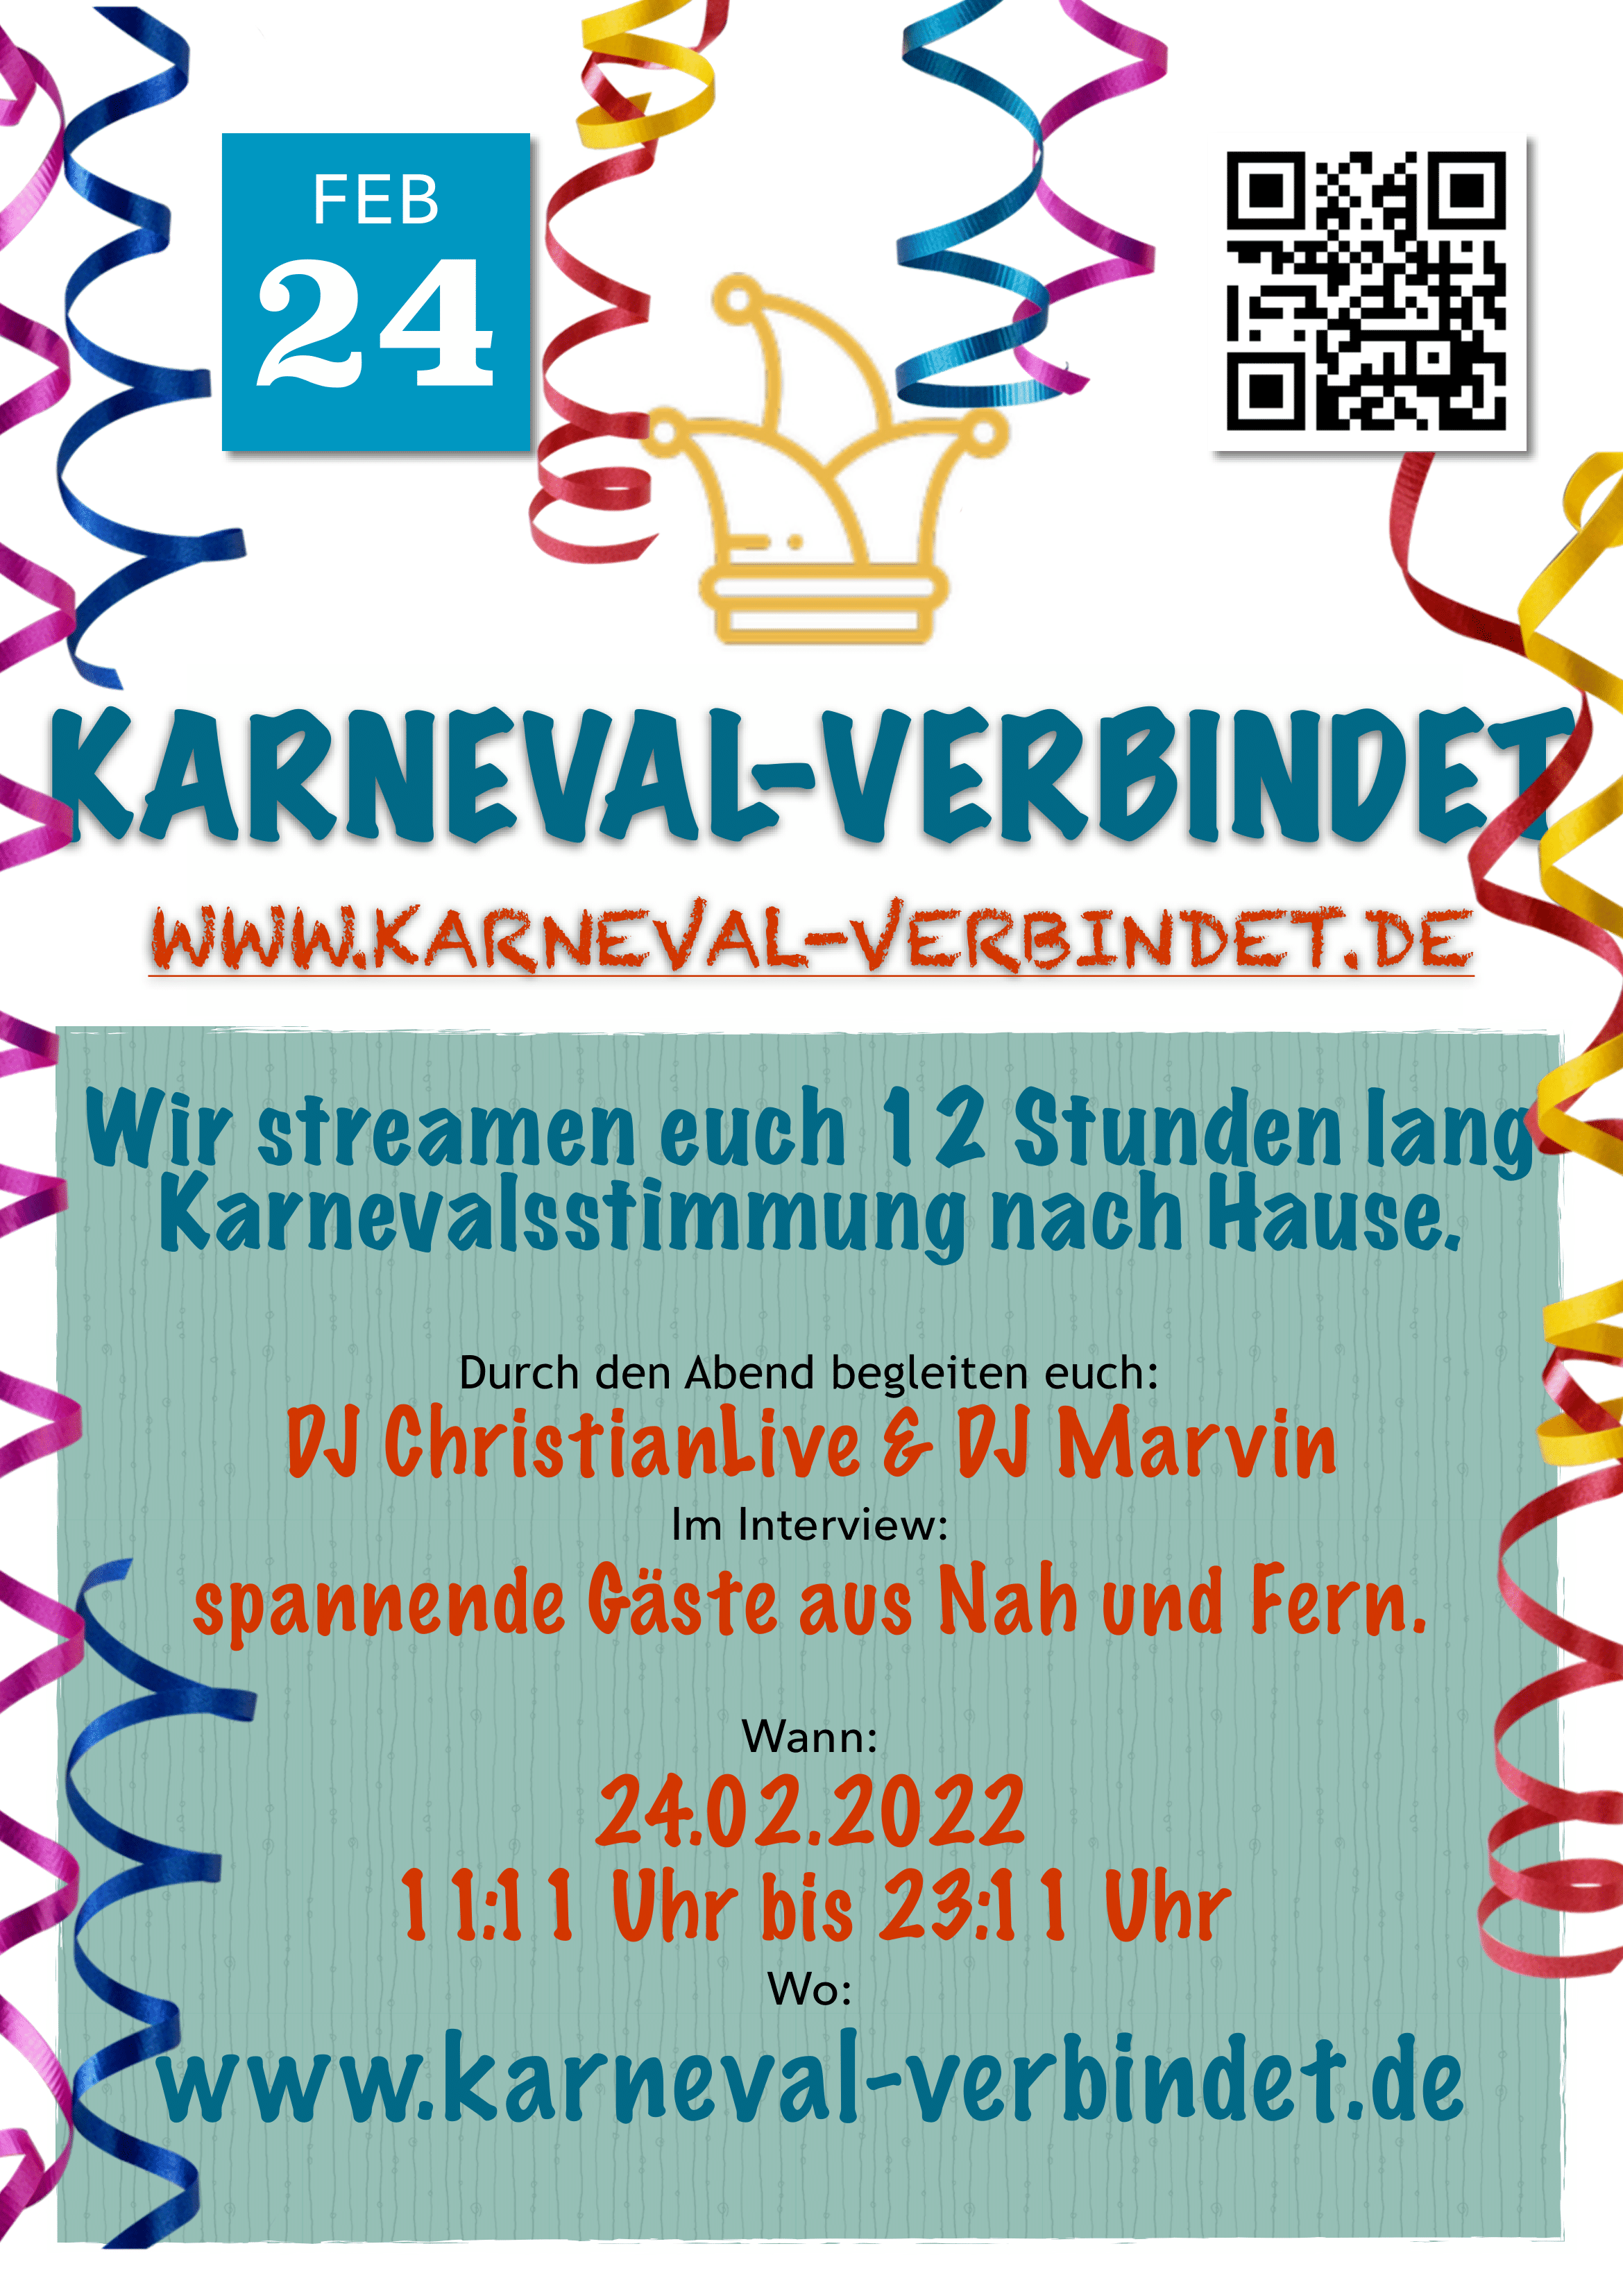 FEB
24
KARNEVAL-VERBINDET
WWW.KARNEVAL-VERBINDET.DE
Wir streamen euch 12 Stunden lang
Karnevalsstimmung nach Hause.
Durch den Abend begleiten euch:
DJ ChristianLive & DJ Marvin
Im Interview:
spannende Gäste aus Nah und Fern.
Wann:
24.02.2022
11:11 Uhr bis 23:11 Uhr
Wo:
www.karneval-verbindet.de